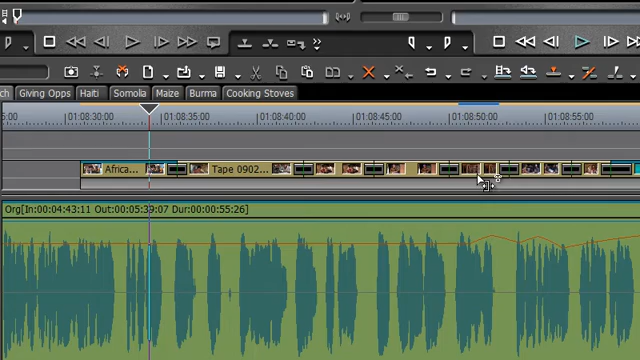 ch Giving Opps Haiti Somolia Maize Burma Cooking Stoves
5:00 01:08:30:00 01:08:35:00 01:08:40:00 01:08:45:00 01:08:50:00 01:08:55:00
Africa... Tape 0902...
Org[In:00:04:43:11 Out:00:05:39:07 Dur:00:00:55:26]